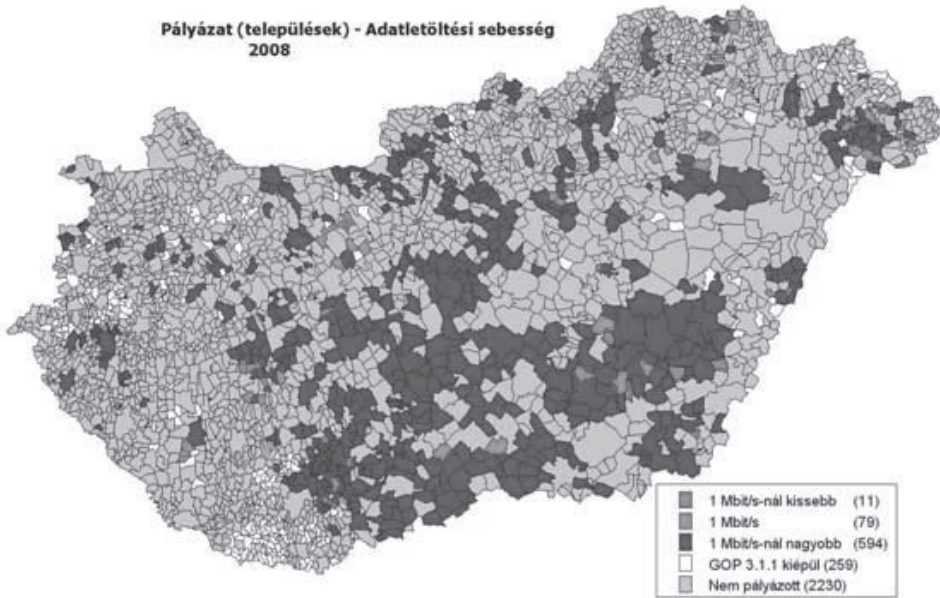 Pályázat (települések) - Adatletöltési sebesség
2008
1 Mbit/s-nál kissebb (11)
1 Mbit/s (79)
1 Mbit/s-nál nagyobb (594)
GOP 3.1.1 kiépül (259)
Nem pályázott (2230)